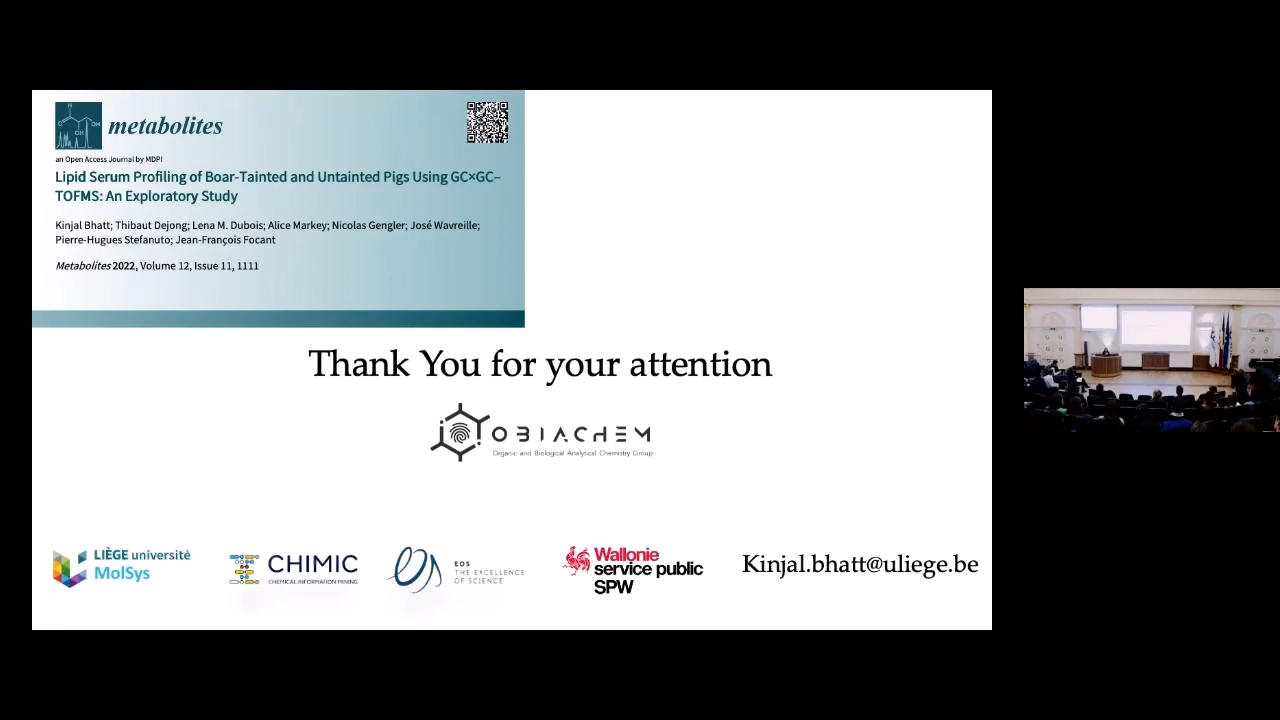 metabolites
an Open Access Journal by MDPI
Lipid Serum Profiling of Boar-Tainted and Untainted Pigs Using GC×GC–
TOFMS: An Exploratory Study
Kinjal Bhatt; Thibaut Dejong; Lena M. Dubois; Alice Markey; Nicolas Gengler; José Wavreille;
Pierre-Hugues Stefanuto; Jean-François Focant
Metabolites 2022, Volume 12, Issue 11, 1111
Thank You for your attention
OBIACHEM
Organic and Biological Analytical Chemistry Group
LIÈGE université
MolSys
CHIMIC
CHEMICAL INFORMATION MINING
EOS
THE EXCELLENCE
OF SCIENCE
Wallonie
service public
SPW
Kinjal.bhatt@uliege.be